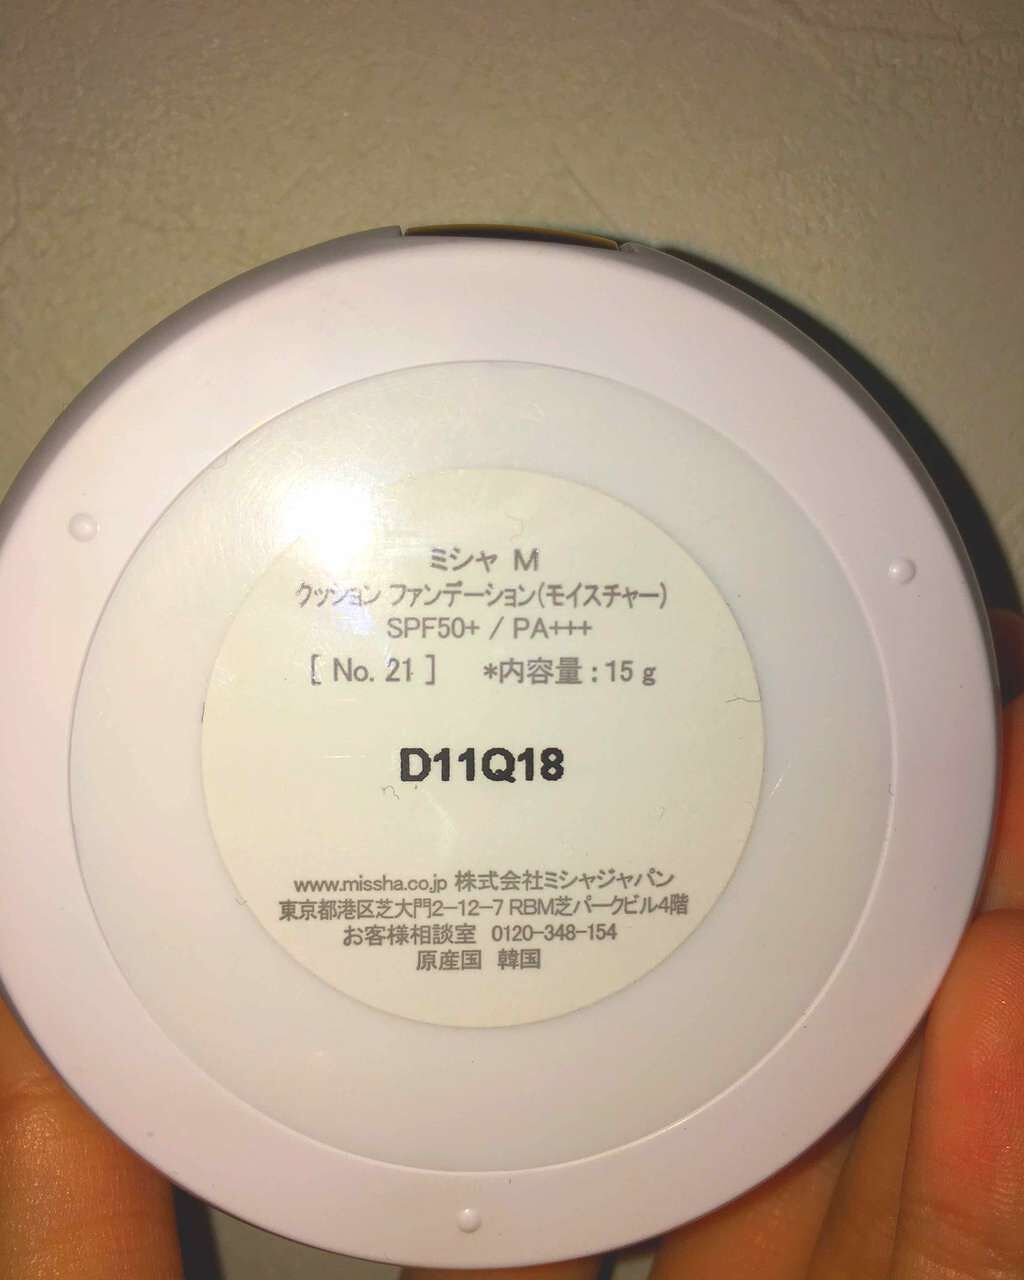 ミシャ M
クッション ファンデーション(モイスチャー)
SPF50+ / PA+++
[ No. 21 ] *内容量 : 15 g
D11Q18
www.missha.co.jp 株式会社ミシャジャパン
東京都港区芝大門2-12-7 RBM芝パークビル4階
お客様相談室 0120-348-154
原産国 韓国